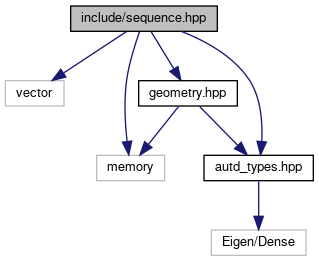 include/sequence.hpp
vector
geometry.hpp
memory
autd_types.hpp
Eigen/Dense